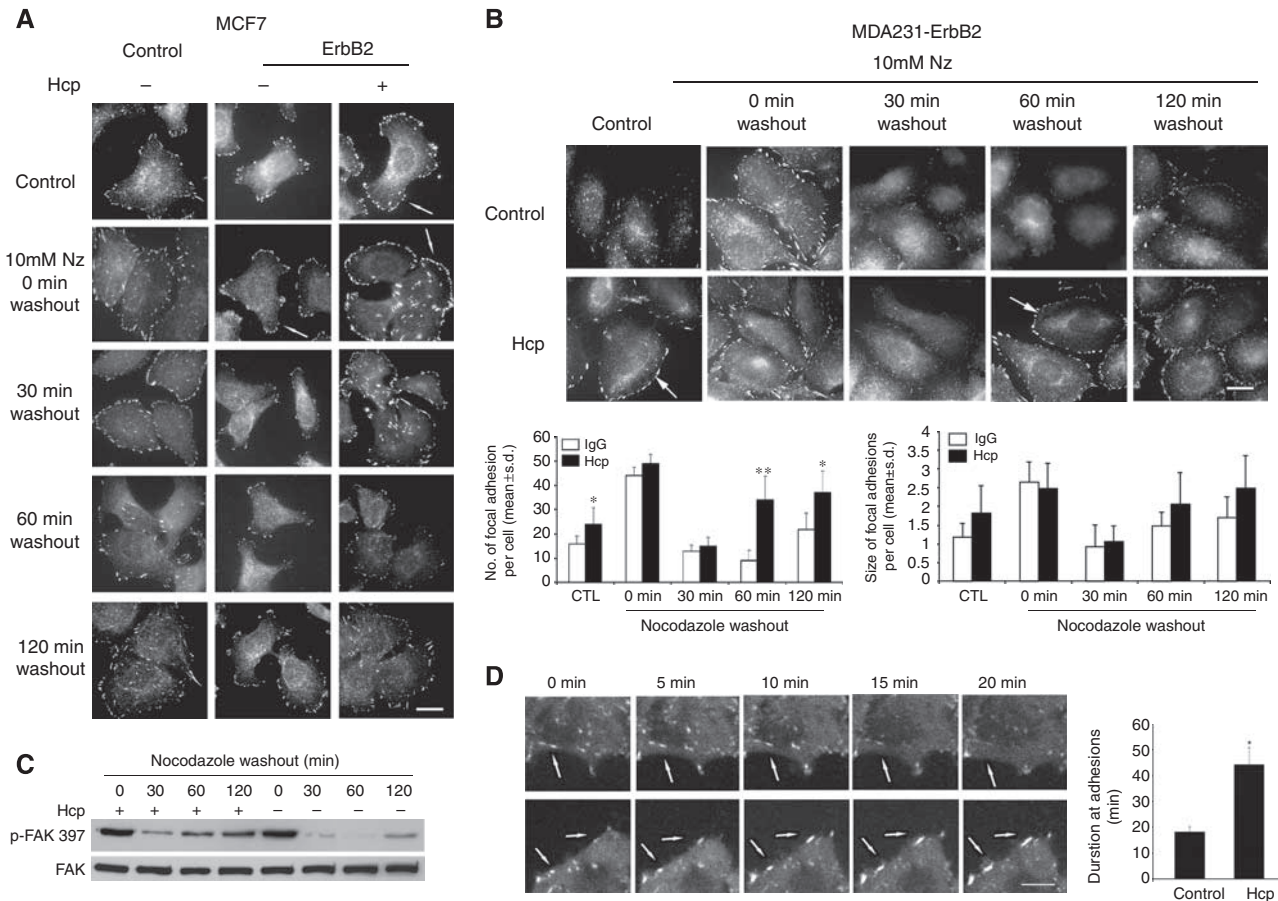 A
MCF7
Control
ErbB2
Hcp
–
–
+
Control
10mM Nz
0 min
washout
30 min
washout
60 min
washout
120 min
washout
B
MDA231-ErbB2
10mM Nz
Control
0 min
washout
30 min
washout
60 min
washout
120 min
washout
Control
Hcp
No. of focal adhesion
per cell (mean±s.d.)
60
50
40
30
20
10
0
IgG
Hcp
*
**
*
CTL
0 min
30 min
60 min
120 min
Nocodazole washout
Size of focal adhesions
per cell (mean±s.d.)
4
3.5
3
2.5
2
1.5
1
0.5
0
IgG
Hcp
CTL
0 min
30 min
60 min
120 min
Nocodazole washout
C
Nocodazole washout (min)
0 30 60 120 0 30 60 120
Hcp + + + + – – – –
p-FAK 397
FAK
D
0 min
5 min
10 min
15 min
20 min
Durstion at adhesions
(min)
60
50
40
30
20
10
0
*
Control
Hcp